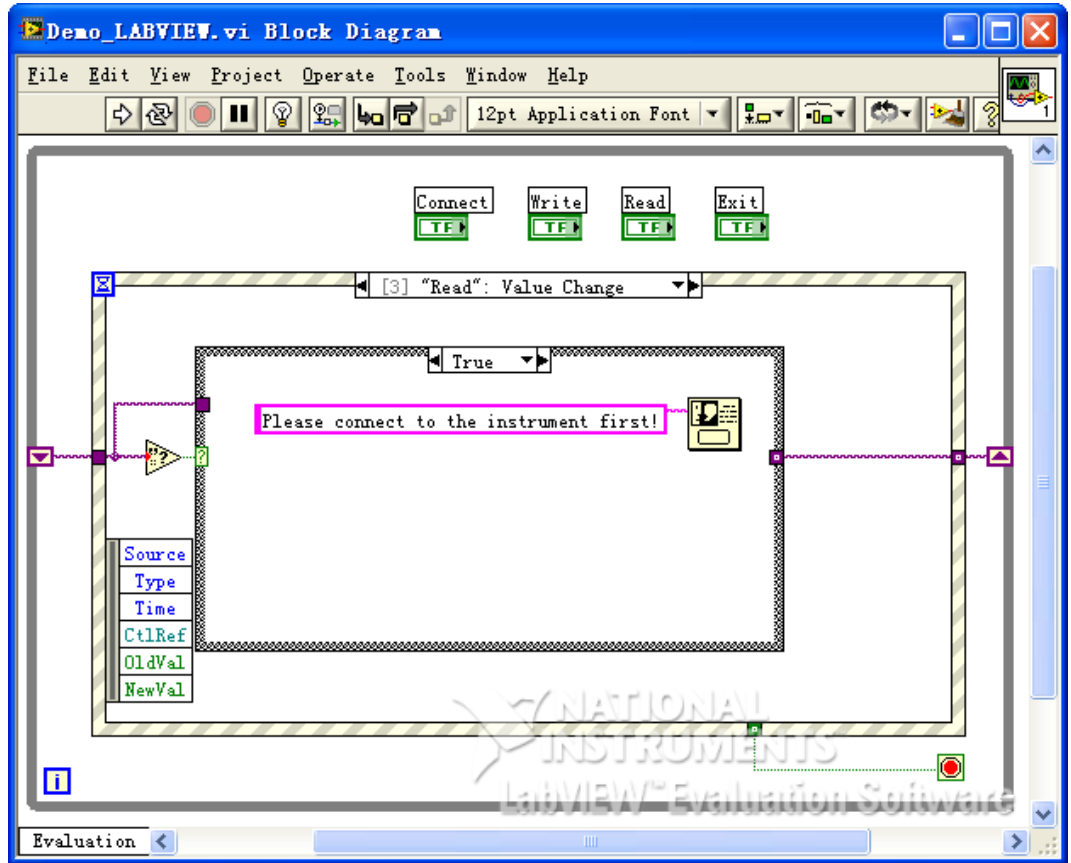 Demo_LABVIEW.vi Block Diagram
File Edit View Project Operate Tools Window Help
12pt Application Font
1
Connect Write Read Exit
TF TF TF TF
[3] "Read": Value Change
True
Please connect to the instrument first!
"?
?
Source
Type
Time
CtlRef
OldVal
NewVal
NATIONAL
INSTRUMENTS
i
LabVIEW™ Evaluation Software
Evaluation